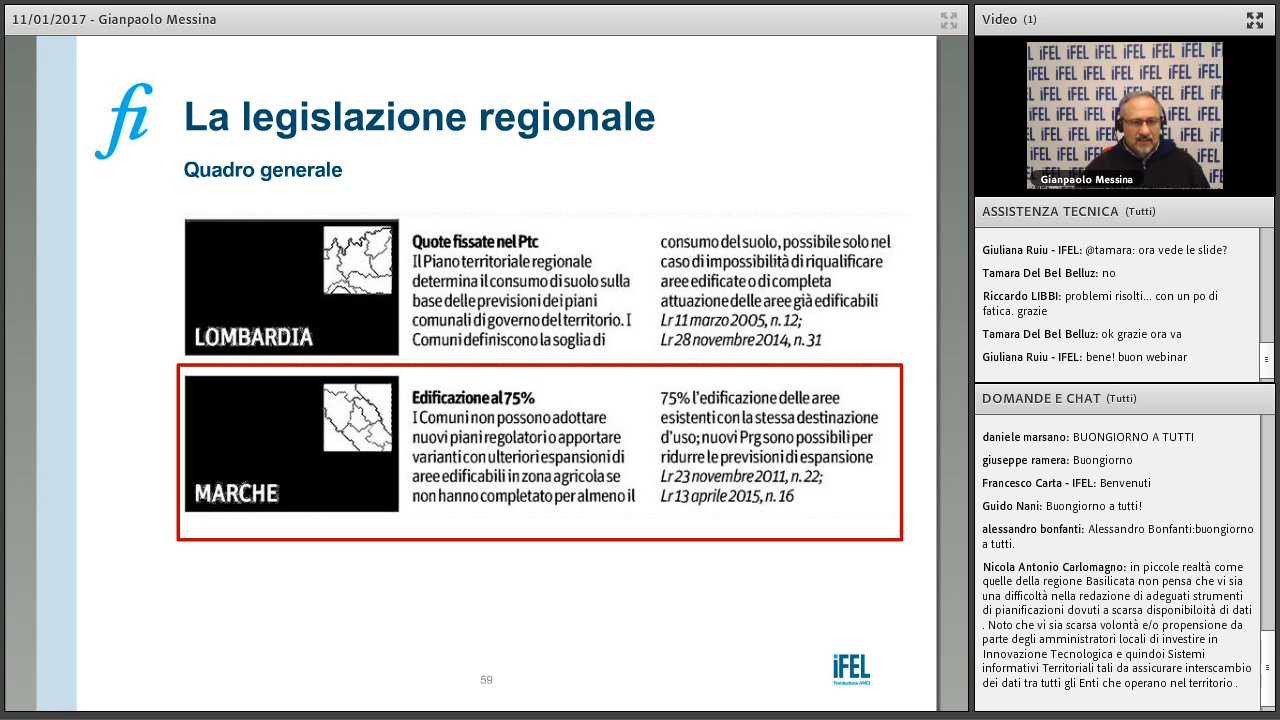 11/01/2017 - Gianpaolo Messina
fi
La legislazione regionale
Quadro generale
LOMBARDIA
Quote fissate nel Ptc
Il Piano territoriale regionale
determina il consumo di suolo sulla
base delle previsioni dei piani
comunali di governo del territorio. I
Comuni definiscono la soglia di
consumo del suolo, possibile solo nel
caso di impossibilità di riqualificare
aree edificate o di completa
attuazione delle aree già edificabili
Lr 11 marzo 2005, n. 12;
Lr 28 novembre 2014, n. 31
MARCHE
Edificazione al 75%
I Comuni non possono adottare
nuovi piani regolatori o apportare
varianti con ulteriori espansioni di
aree edificabili in zona agricola se
non hanno completato per almeno il
75% l'edificazione delle aree
esistenti con la stessa destinazione
d'uso; nuovi Prg sono possibili per
ridurre le previsioni di espansione
Lr 23 novembre 2011, n. 22;
Lr 13 aprile 2015, n. 16
59
iFEL
Fondazione ANCI
Video (1)
iFEL iFEL iFEL iFEL
Gianpaolo Messina
ASSISTENZA TECNICA (Tutti)
Giuliana Ruiu - IFEL: @tamara: ora vede le slide?
Tamara Del Bel Belluz: no
Riccardo LIBBI: problemi risolti... con un po di
fatica. grazie
Tamara Del Bel Belluz: ok grazie ora va
Giuliana Ruiu - IFEL: bene! buon webinar
DOMANDE E CHAT (Tutti)
daniele marsano: BUONGIORNO A TUTTI
giuseppe ramera: Buongiorno
Francesco Carta - IFEL: Benvenuti
Guido Nani: Buongiorno a tutti!
alessandro bonfanti: Alessandro Bonfanti:buongiorno
a tutti.
Nicola Antonio Carlomagno: in piccole realtà come
quelle della regione Basilicata non pensa che vi sia
una difficoltà nella redazione di adeguati strumenti
di pianificazioni dovuti a scarsa disponibiloità di dati
. Noto che vi sia scarsa volontà e/o propensione da
parte degli amministratori locali di investire in
Innovazione Tecnologica e quindoi Sistemi
informativi Territoriali tali da assicurare interscambio
dei dati tra tutti gli Enti che operano nel territorio .